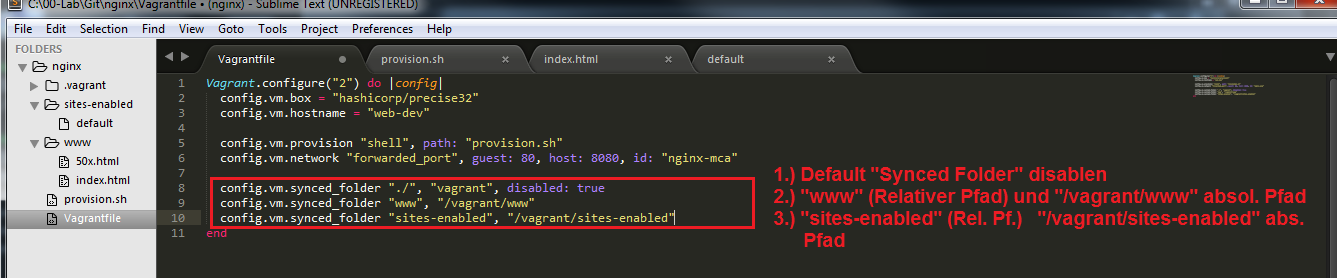 C:\00-Lab\Git\nginx\Vagrantfile • (nginx) - Sublime Text (UNREGISTERED)
File Edit Selection Find View Goto Tools Project Preferences Help
FOLDERS
nginx
.vagrant
sites-enabled
default
www
50x.html
index.html
provision.sh
Vagrantfile
Vagrantfile provision.sh index.html default
1 Vagrant.configure("2") do |config|
2 config.vm.box = "hashicorp/precise32"
3 config.vm.hostname = "web-dev"
4
5 config.vm.provision "shell", path: "provision.sh"
6 config.vm.network "forwarded_port", guest: 80, host: 8080, id: "nginx-mca"
7
8 config.vm.synced_folder "./", "vagrant", disabled: true
9 config.vm.synced_folder "www", "/vagrant/www"
10 config.vm.synced_folder "sites-enabled", "/vagrant/sites-enabled"
11 end
1.) Default "Synced Folder" disablen
2.) "www" (Relativer Pfad) und "/vagrant/www" absol. Pfad
3.) "sites-enabled" (Rel. Pf.) "/vagrant/sites-enabled" abs.
Pfad